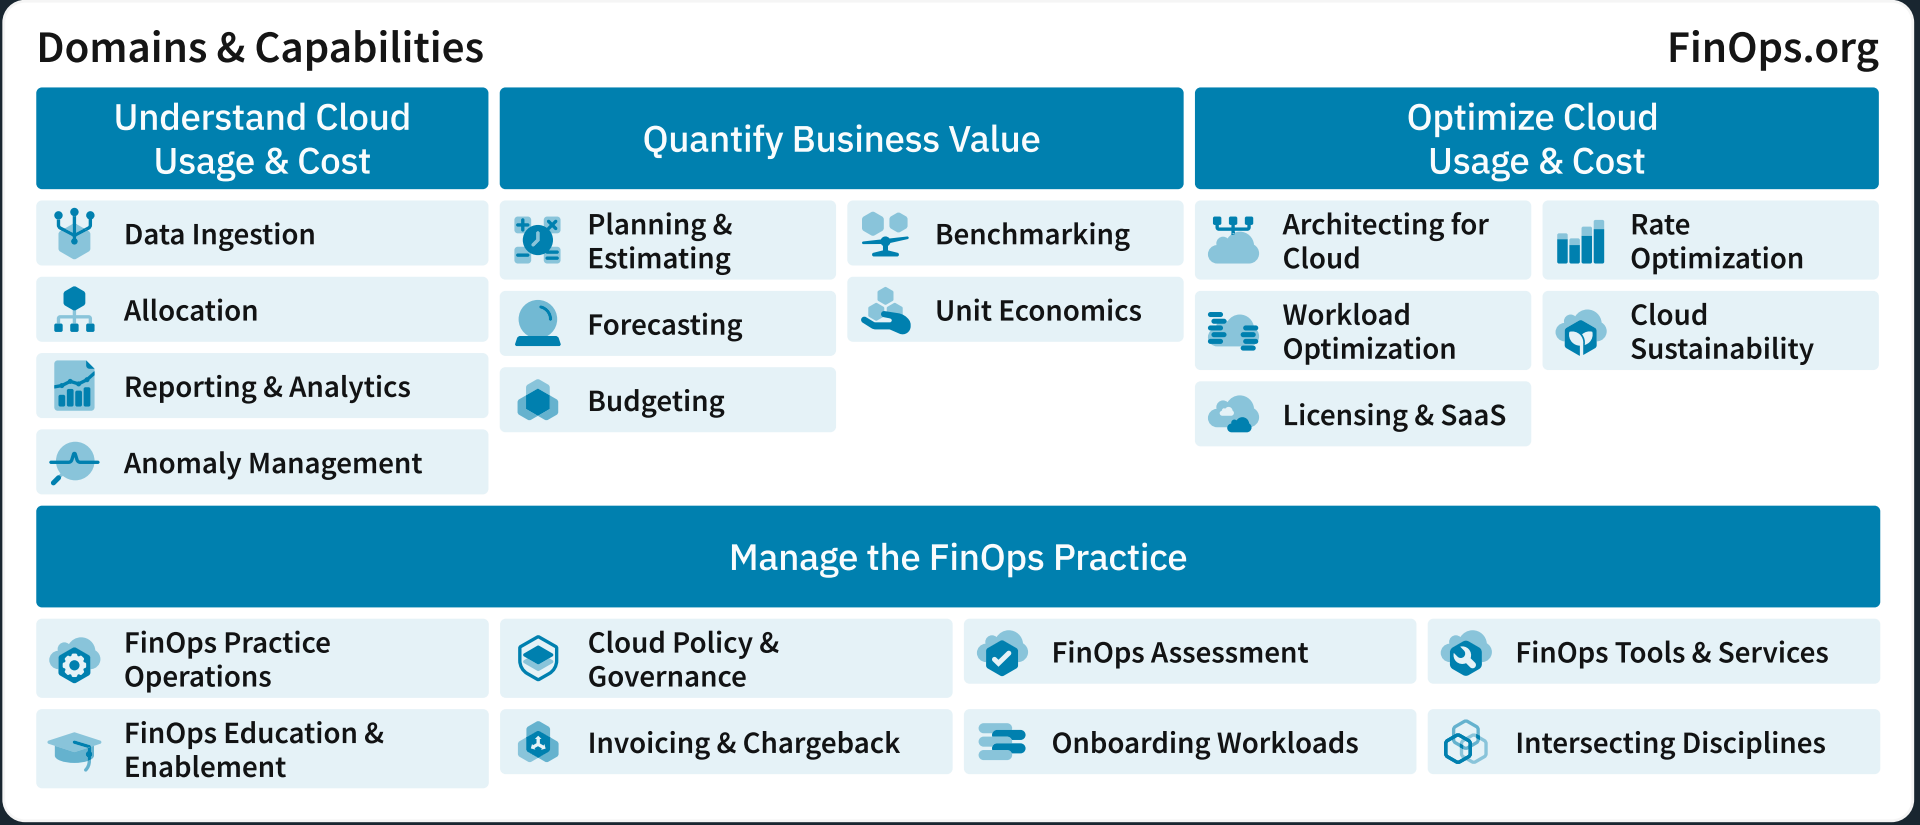 Domains & Capabilities
FinOps.org
Understand Cloud
Usage & Cost
Data Ingestion
Allocation
Reporting & Analytics
Anomaly Management
Quantify Business Value
Planning &
Estimating
Forecasting
Budgeting
Benchmarking
Unit Economics
Optimize Cloud
Usage & Cost
Architecting for
Cloud
Workload
Optimization
Licensing & SaaS
Rate
Optimization
Cloud
Sustainability
Manage the FinOps Practice
FinOps Practice
Operations
Cloud Policy &
Governance
FinOps Assessment
FinOps Tools & Services
FinOps Education &
Enablement
Invoicing & Chargeback
Onboarding Workloads
Intersecting Disciplines